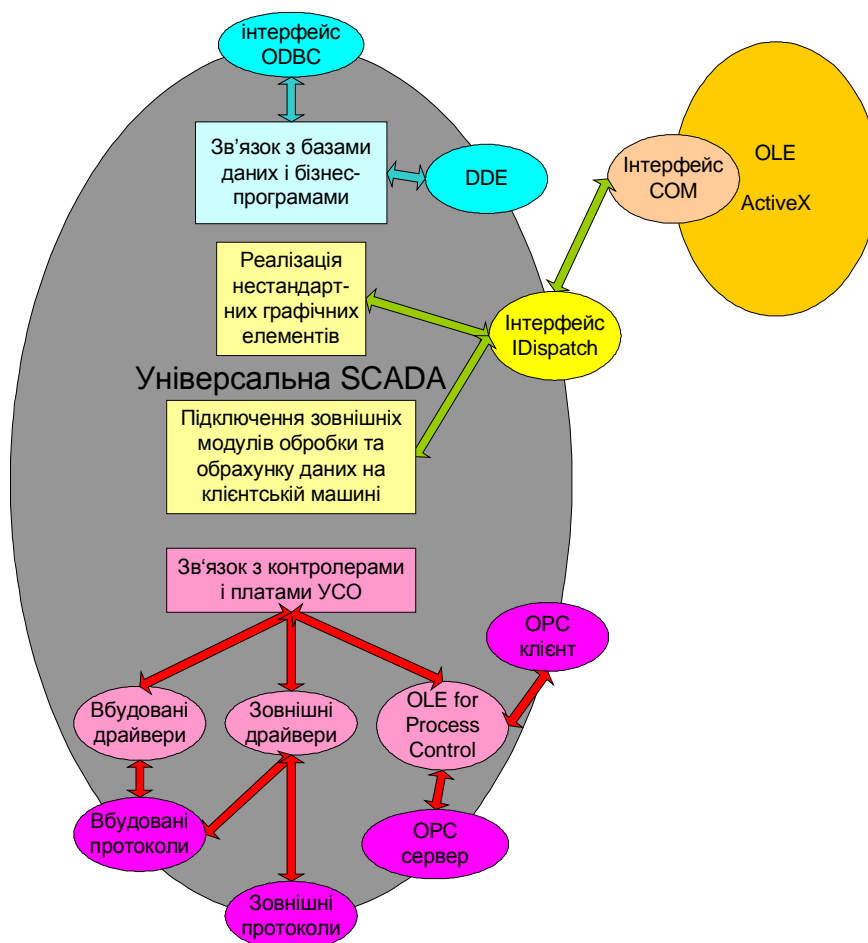 інтерфейс
ODBC
Зв’язок з базами
даних і бізнес-
програмами
DDE
Інтерфейс
COM
OLE
ActiveX
Реалізація
нестандарт-
них графічних
елементів
Інтерфейс
IDispatch
Універсальна SCADA
Підключення зовнішніх
модулів обробки та
обрахунку даних на
клієнтській машині
Зв‘язок з контролерами
і платами УСО
OPC
клієнт
Вбудовані
драйвери
Зовнішні
драйвери
OLE for
Process
Control
Вбудовані
протоколи
OPC
сервер
Зовнішні
протоколи